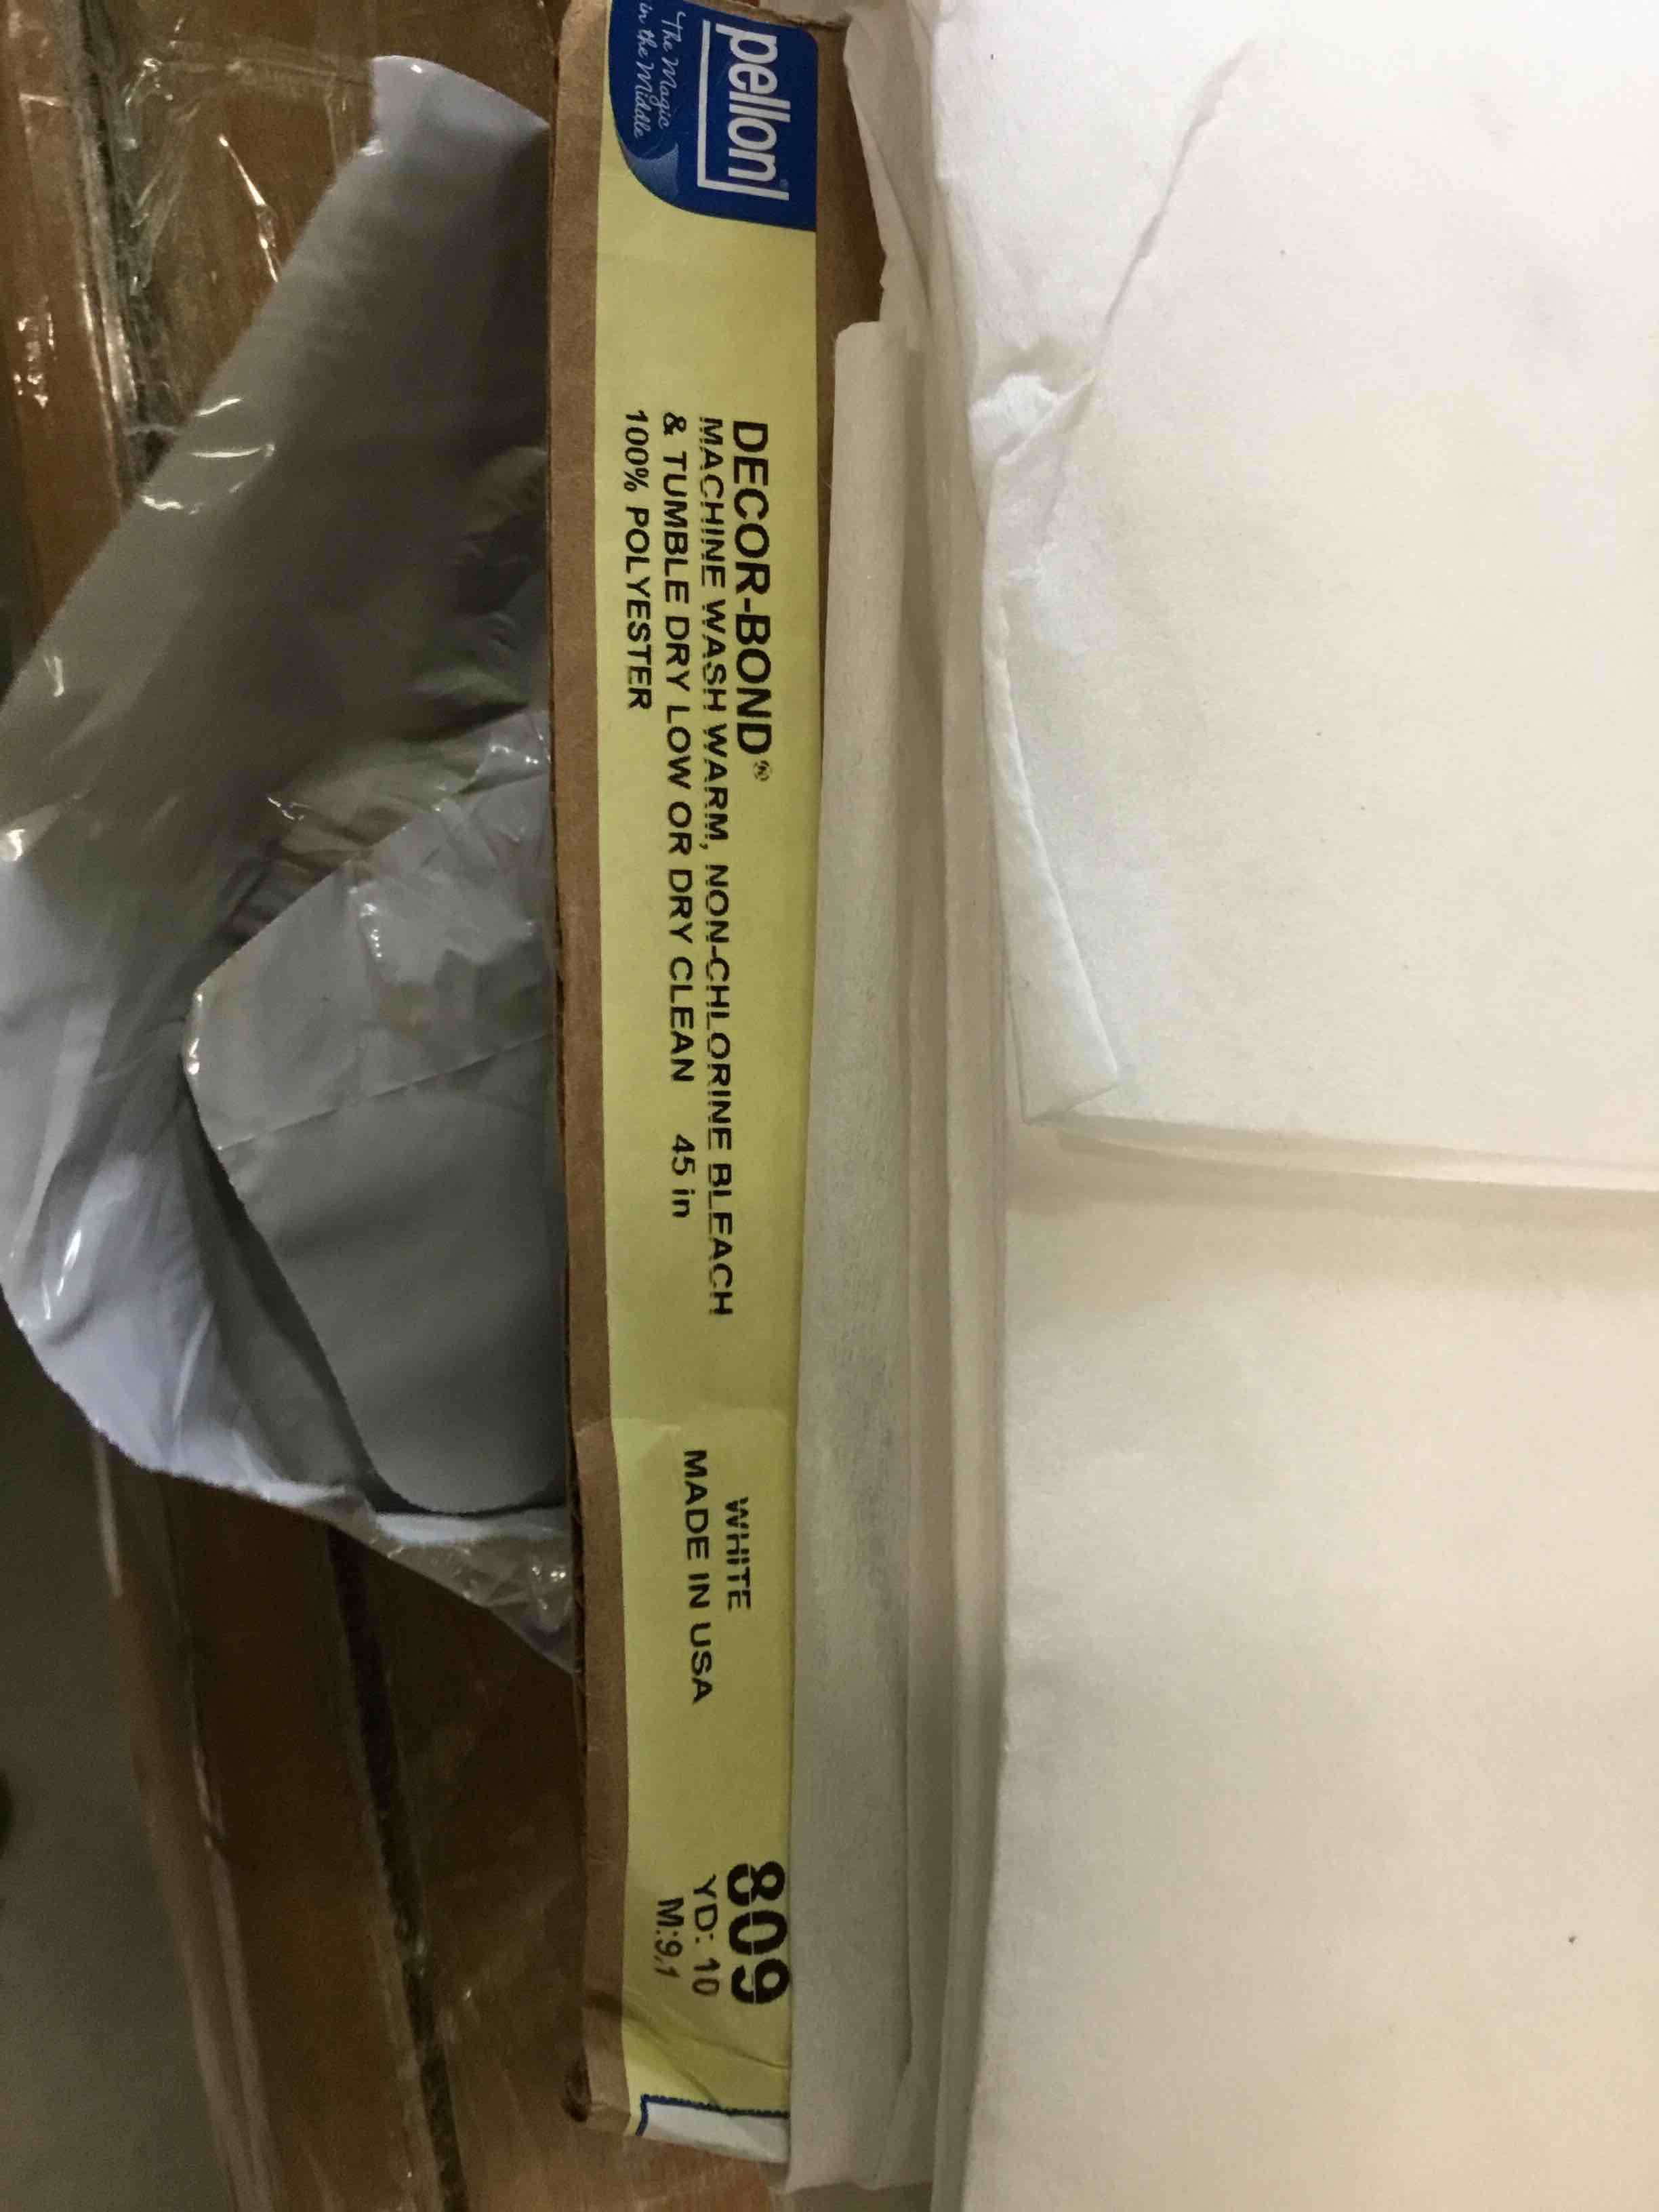 pellon
The Magic
in the Middle
DECOR-BOND®
MACHINE WASH WARM, NON-CHLORINE BLEACH
& TUMBLE DRY LOW OR DRY CLEAN 45 in
100% POLYESTER
WHITE
MADE IN USA
809
YD: 10
M:9.1